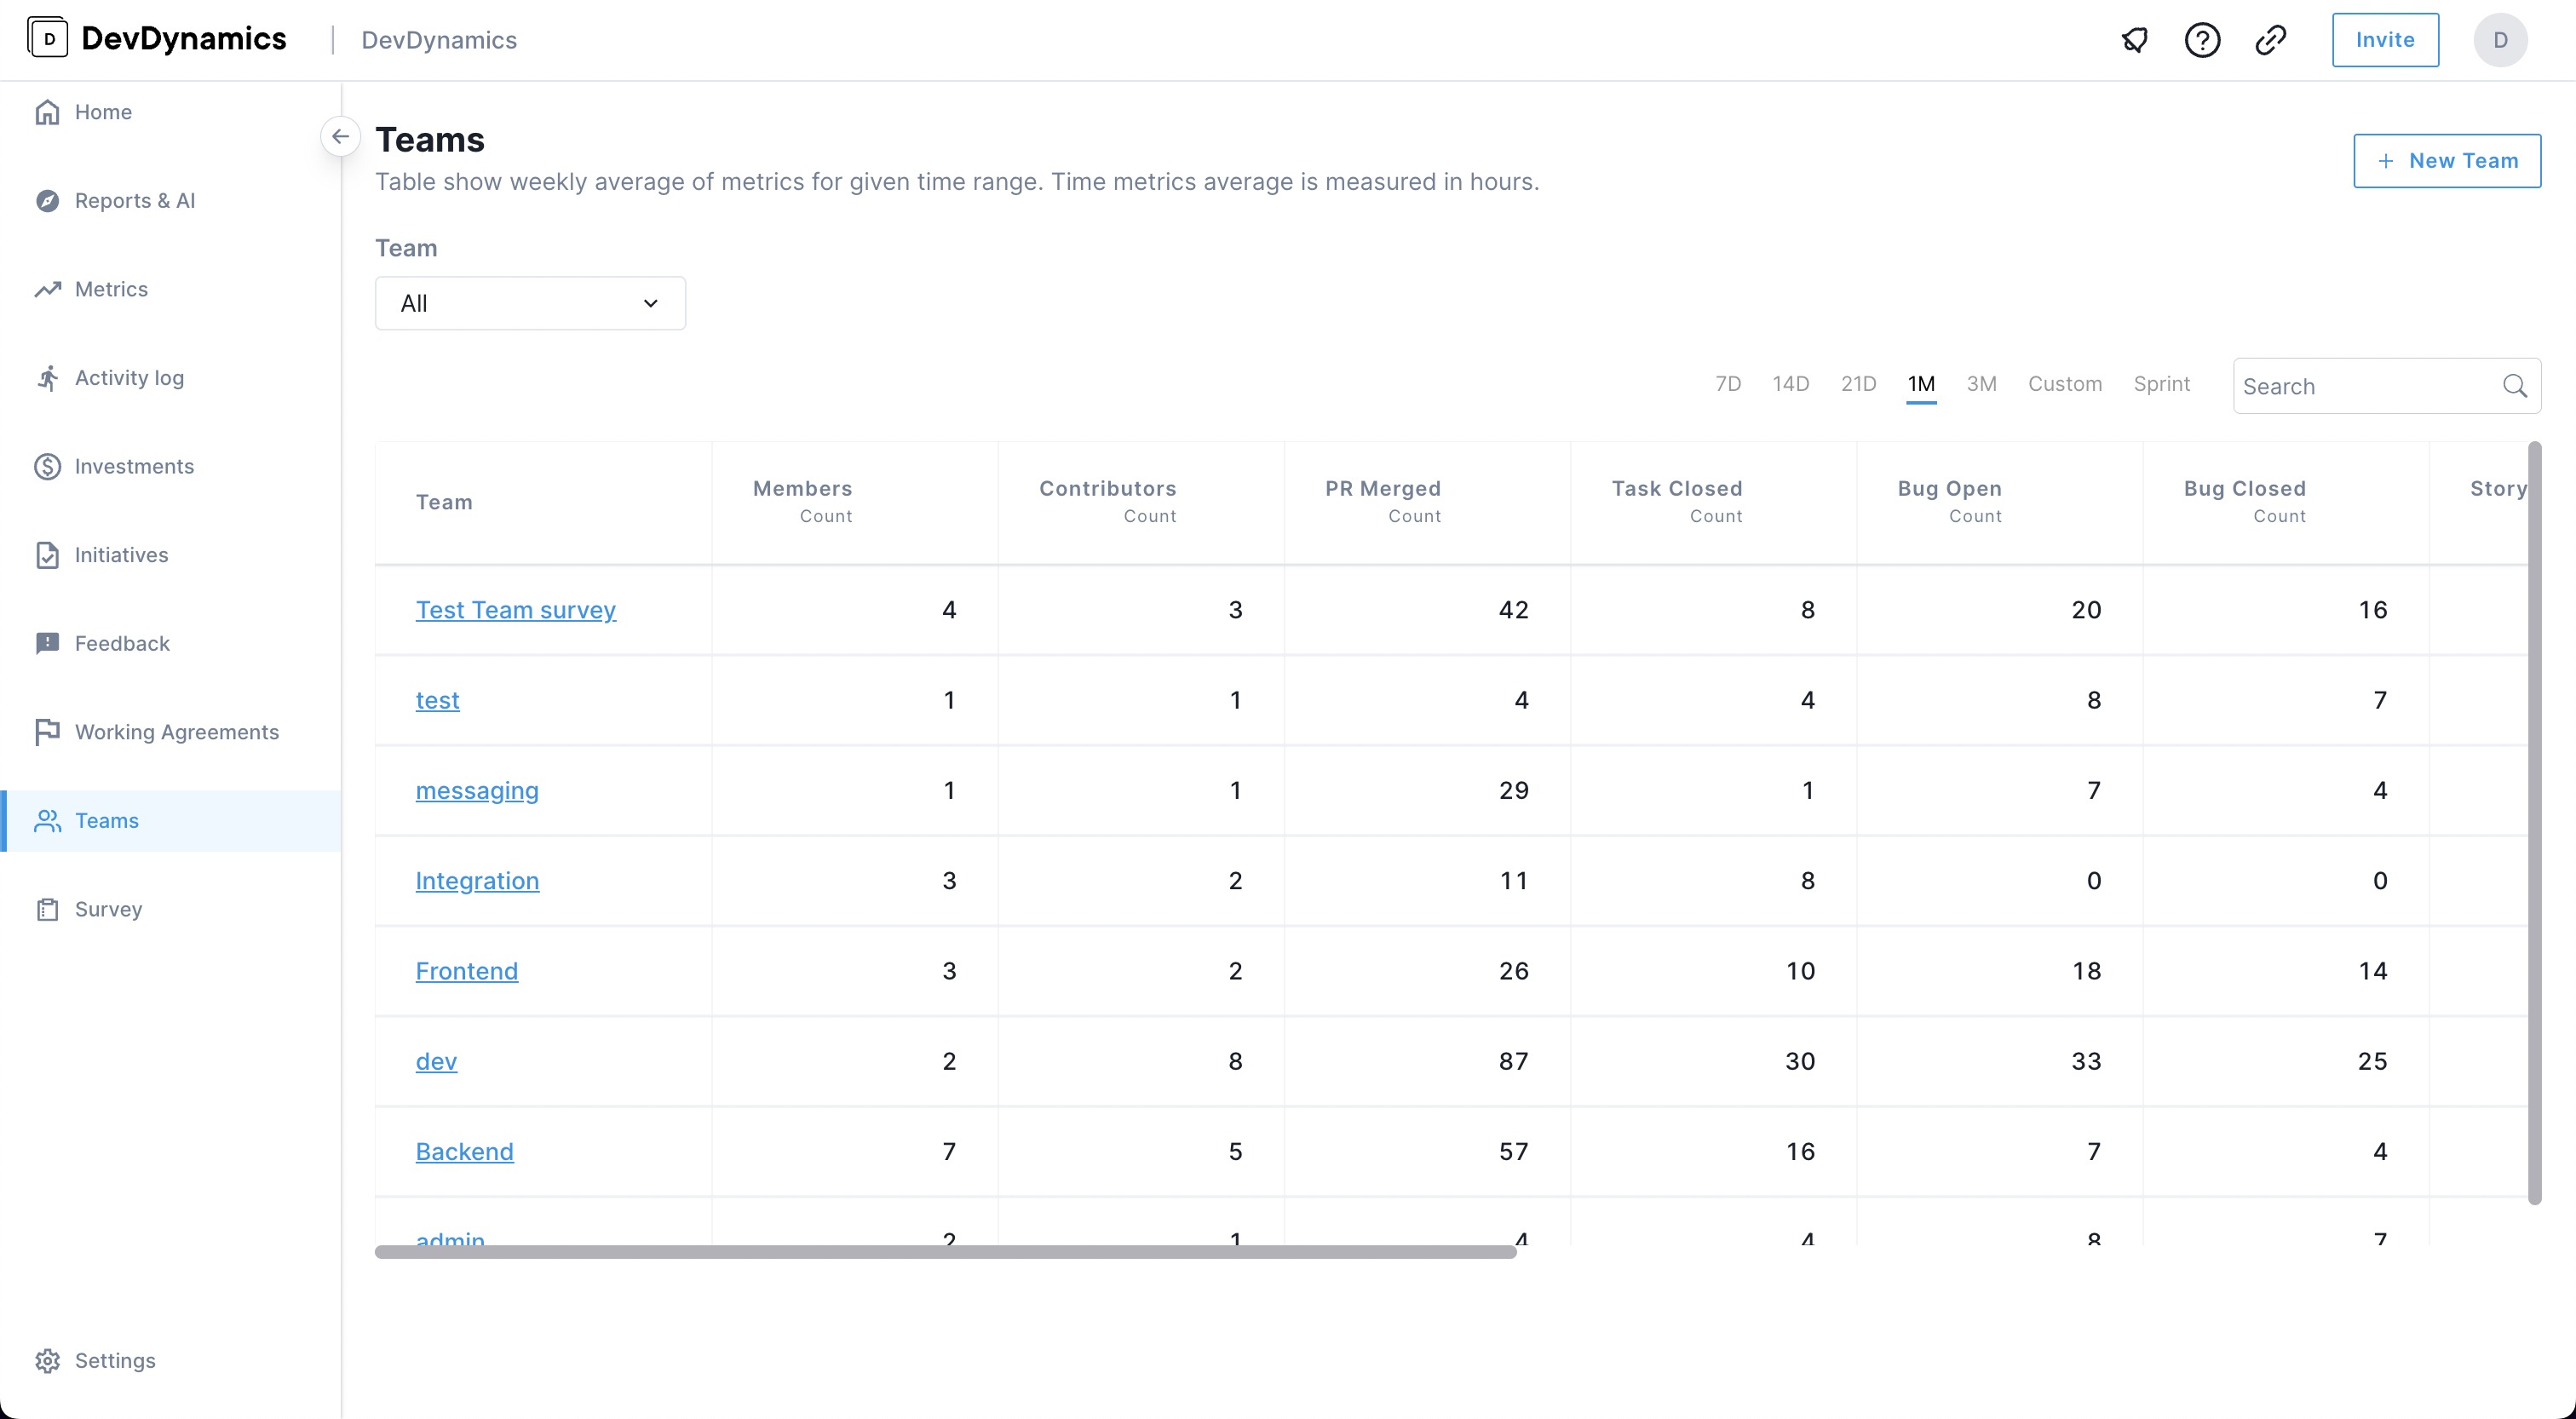 D DevDynamics | DevDynamics Invite D
Home
Reports & AI
Metrics
Activity log
Investments
Initiatives
Feedback
Working Agreements
Teams
Survey
Settings
Teams
Table show weekly average of metrics for given time range. Time metrics average is measured in hours.
+ New Team
Team
All
7D 14D 21D 1M 3M Custom Sprint Search
Team Members Contributors PR Merged Task Closed Bug Open Bug Closed Story
Count Count Count Count Count Count
Test Team survey 4 3 42 8 20 16
test 1 1 4 4 8 7
messaging 1 1 29 1 7 4
Integration 3 2 11 8 0 0
Frontend 3 2 26 10 18 14
dev 2 8 87 30 33 25
Backend 7 5 57 16 7 4
admin 2 1 4 4 8 7